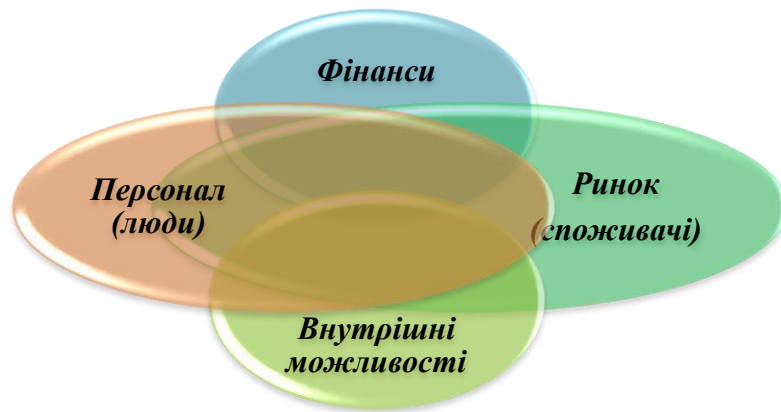 Фінанси
Персонал
(люди)
Ринок
(споживачі)
Внутрішні
можливості